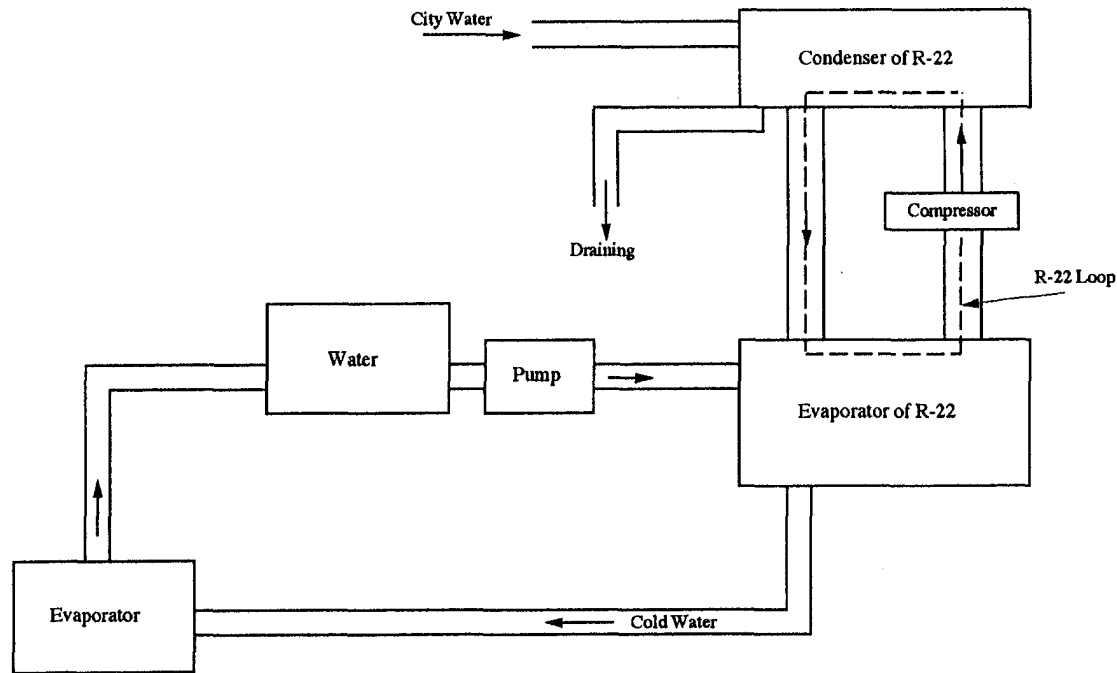 City Water
Condenser of R-22
Compressor
Draining
R-22 Loop
Water
Pump
Evaporator of R-22
Evaporator
Cold Water